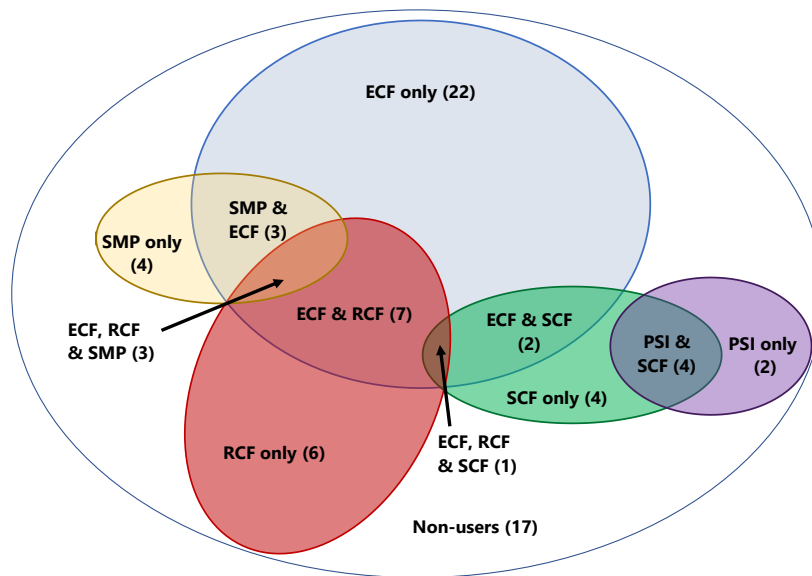 ECF only (22)
SMP &
ECF (3)
SMP only
(4)
ECF, RCF
& SMP (3)
ECF & RCF (7)
ECF & SCF
(2)
PSI &
SCF (4)
PSI only
(2)
SCF only (4)
RCF only (6)
ECF, RCF
& SCF (1)
Non-users (17)